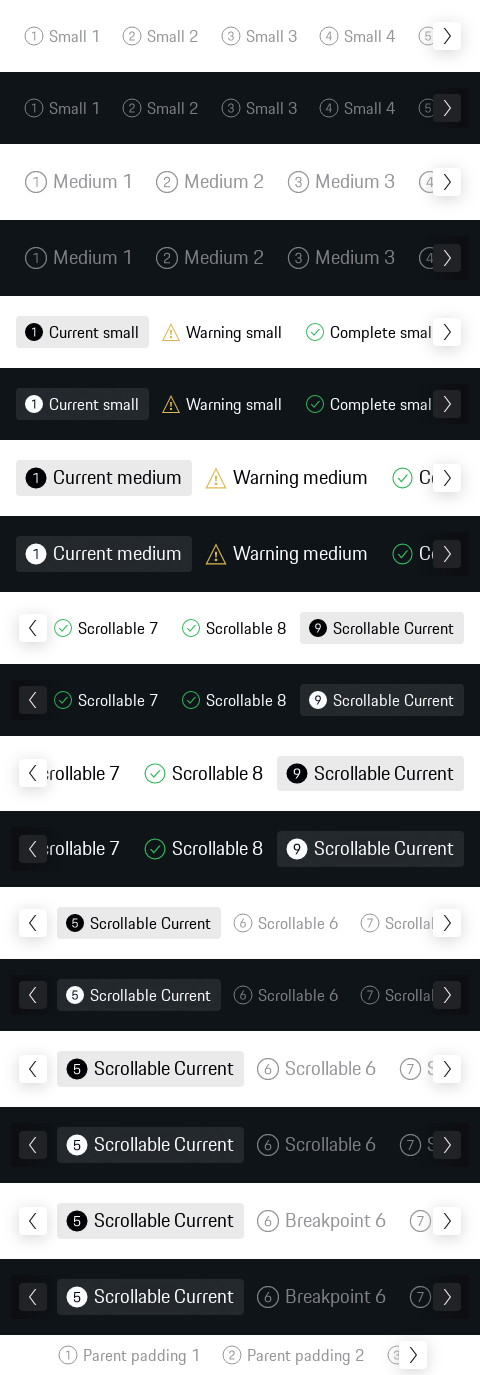 1 Small 1 2 Small 2 3 Small 3 4 Small 4 5
1 Small 1 2 Small 2 3 Small 3 4 Small 4 5
1 Medium 1 2 Medium 2 3 Medium 3 4
1 Medium 1 2 Medium 2 3 Medium 3 4
1 Current small Warning small Complete smal
1 Current small Warning small Complete smal
1 Current medium Warning medium Co
1 Current medium Warning medium Co
Scrollable 7 Scrollable 8 9 Scrollable Current
Scrollable 7 Scrollable 8 9 Scrollable Current
crollable 7 Scrollable 8 9 Scrollable Current
crollable 7 Scrollable 8 9 Scrollable Current
5 Scrollable Current 6 Scrollable 6 7 Scrollal
5 Scrollable Current 6 Scrollable 6 7 Scrollal
5 Scrollable Current 6 Scrollable 6 7 S
5 Scrollable Current 6 Scrollable 6 7 S
5 Scrollable Current 6 Breakpoint 6 7
5 Scrollable Current 6 Breakpoint 6 7
1 Parent padding 1 2 Parent padding 2 3